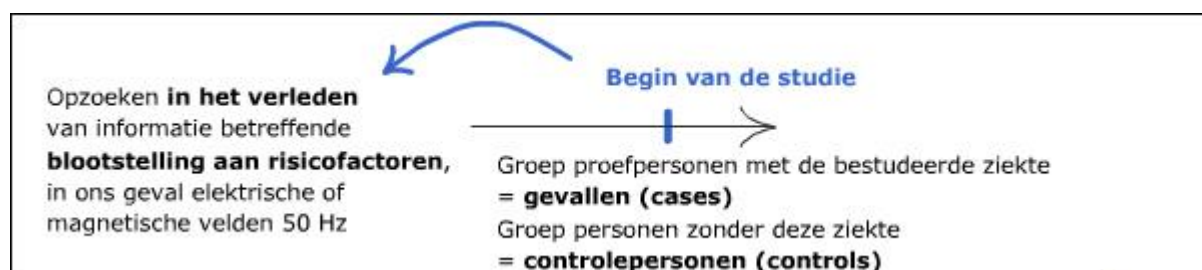 Begin van de studie
Opzoeken in het verleden
van informatie betreffende
blootstelling aan risicofactoren,
in ons geval elektrische of
magnetische velden 50 Hz
Groep proefpersonen met de bestudeerde ziekte
= gevallen (cases)
Groep personen zonder deze ziekte
= controlepersonen (controls)